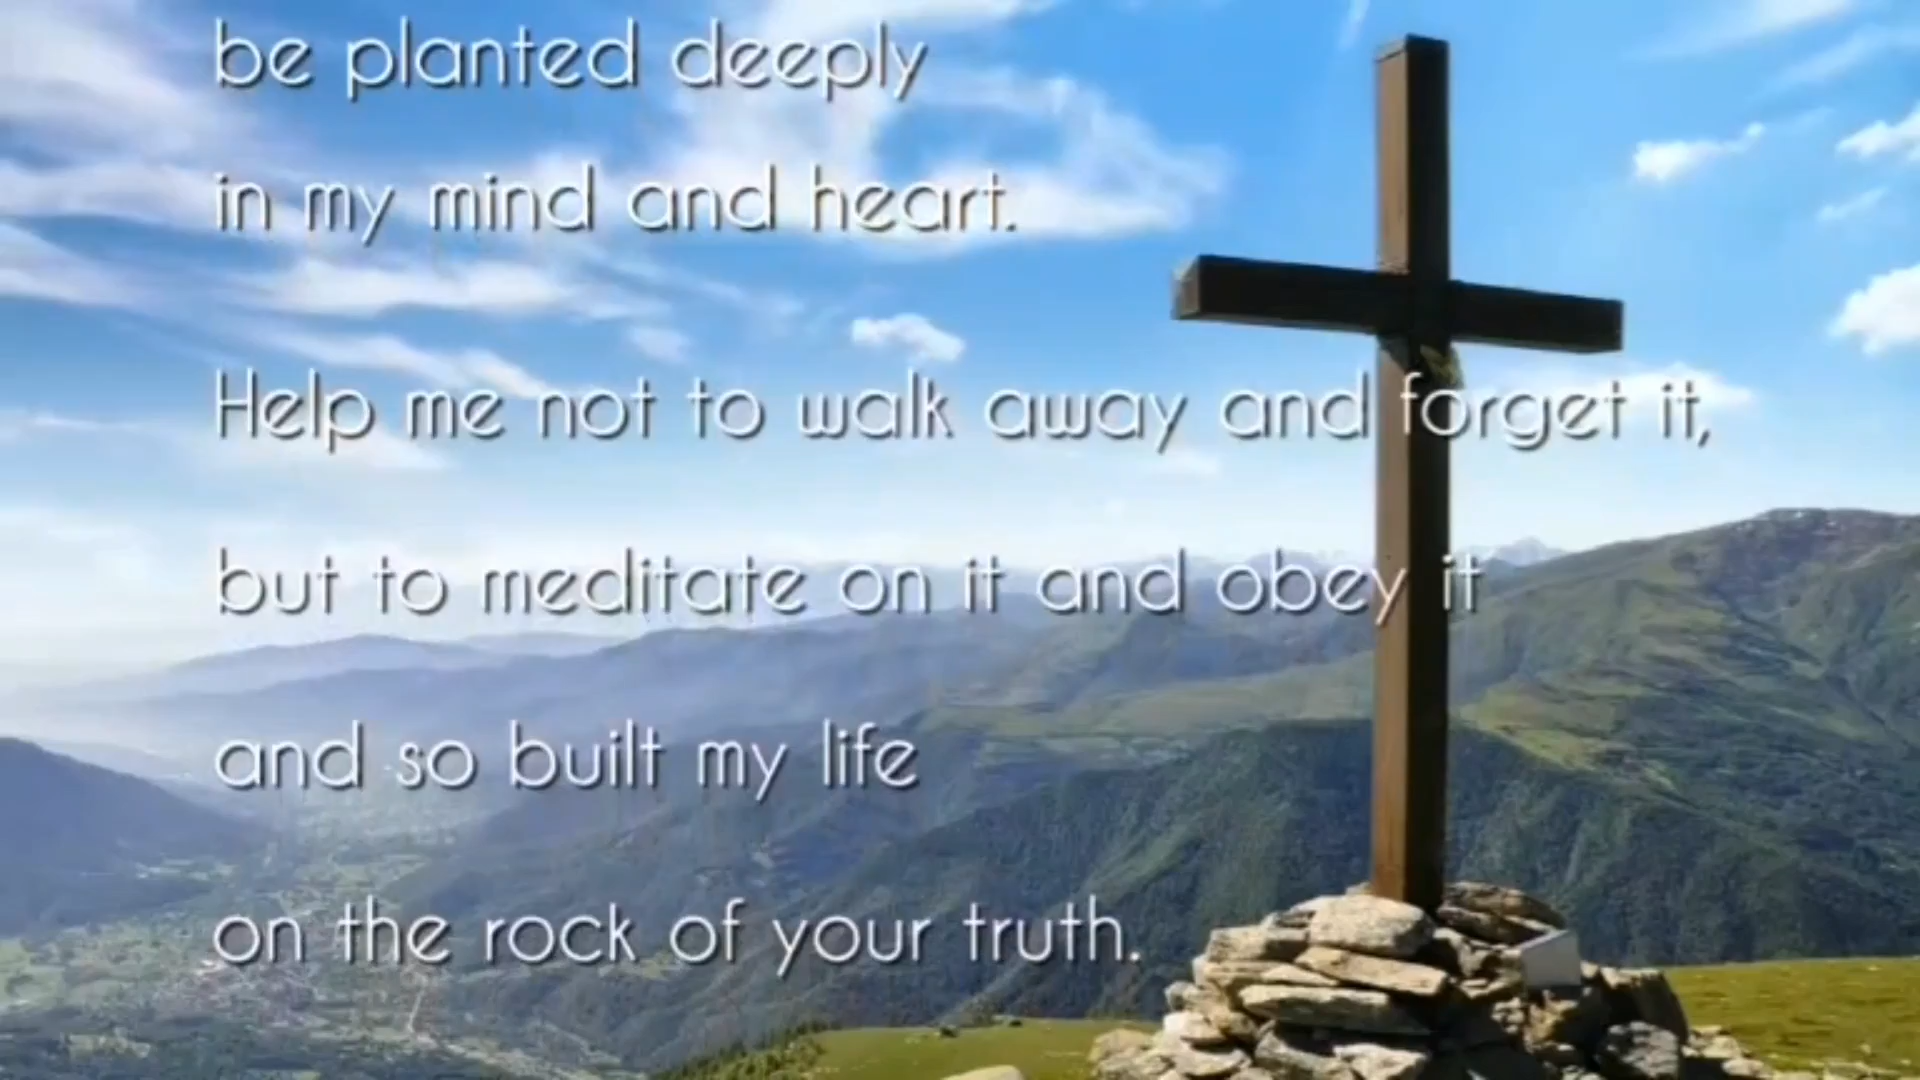 be planted deeply
in my mind and heart.
Help me not to walk away and forget it,
but to meditate on it and obey it
and so built my life
on the rock of your truth.